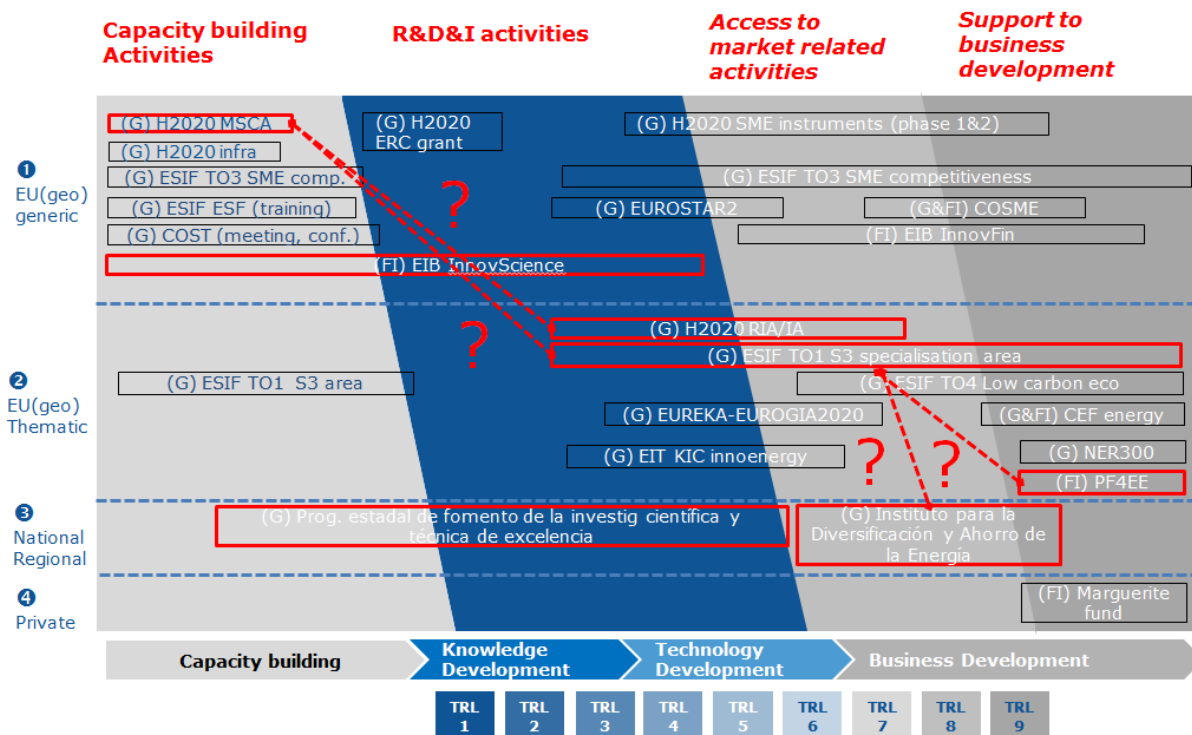 Capacity building
Activities
R&D&I activities
Access to
market related
activities
Support to
business
development
❶
EU(geo)
generic
(G) H2020 MSCA
(G) H2020 infra
(G) ESIF TO3 SME comp.
(G) ESIF ESF (training)
(G) COST (meeting, conf.)
(FI) EIB InnovScience
(G) H2020
ERC grant
(G) H2020 SME instruments (phase 1&2)
(G) ESIF TO3 SME competitiveness
(G) EUROSTAR2
(G&FI) COSME
(FI) EIB InnovFin
?
?
❷
EU(geo)
Thematic
(G) H2020 RIA/IA
(G) ESIF TO1 S3 specialisation area
(G) ESIF TO1 S3 area
(G) ESIF TO4 Low carbon eco
(G) EUREKA-EUROGIA2020
(G&FI) CEF energy
(G) EIT KIC innoenergy
(G) NER300
(FI) PF4EE
?
?
❸
National
Regional
(G) Prog. estadal de fomento de la investig científica y
técnica de excelencia
(G) Instituto para la
Diversificación y Ahorro de
la Energía
❹
Private
(FI) Marguerite
fund
Capacity building
Knowledge
Development
Technology
Development
Business Development
TRL
1
TRL
2
TRL
3
TRL
4
TRL
5
TRL
6
TRL
7
TRL
8
TRL
9